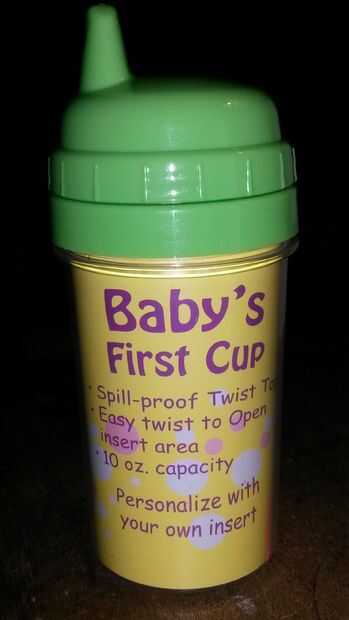 Baby's
First Cup
· Spill-proof Twist To
· Easy twist to Open
insert area
· 10 oz. capacity
Personalize with
your own insert